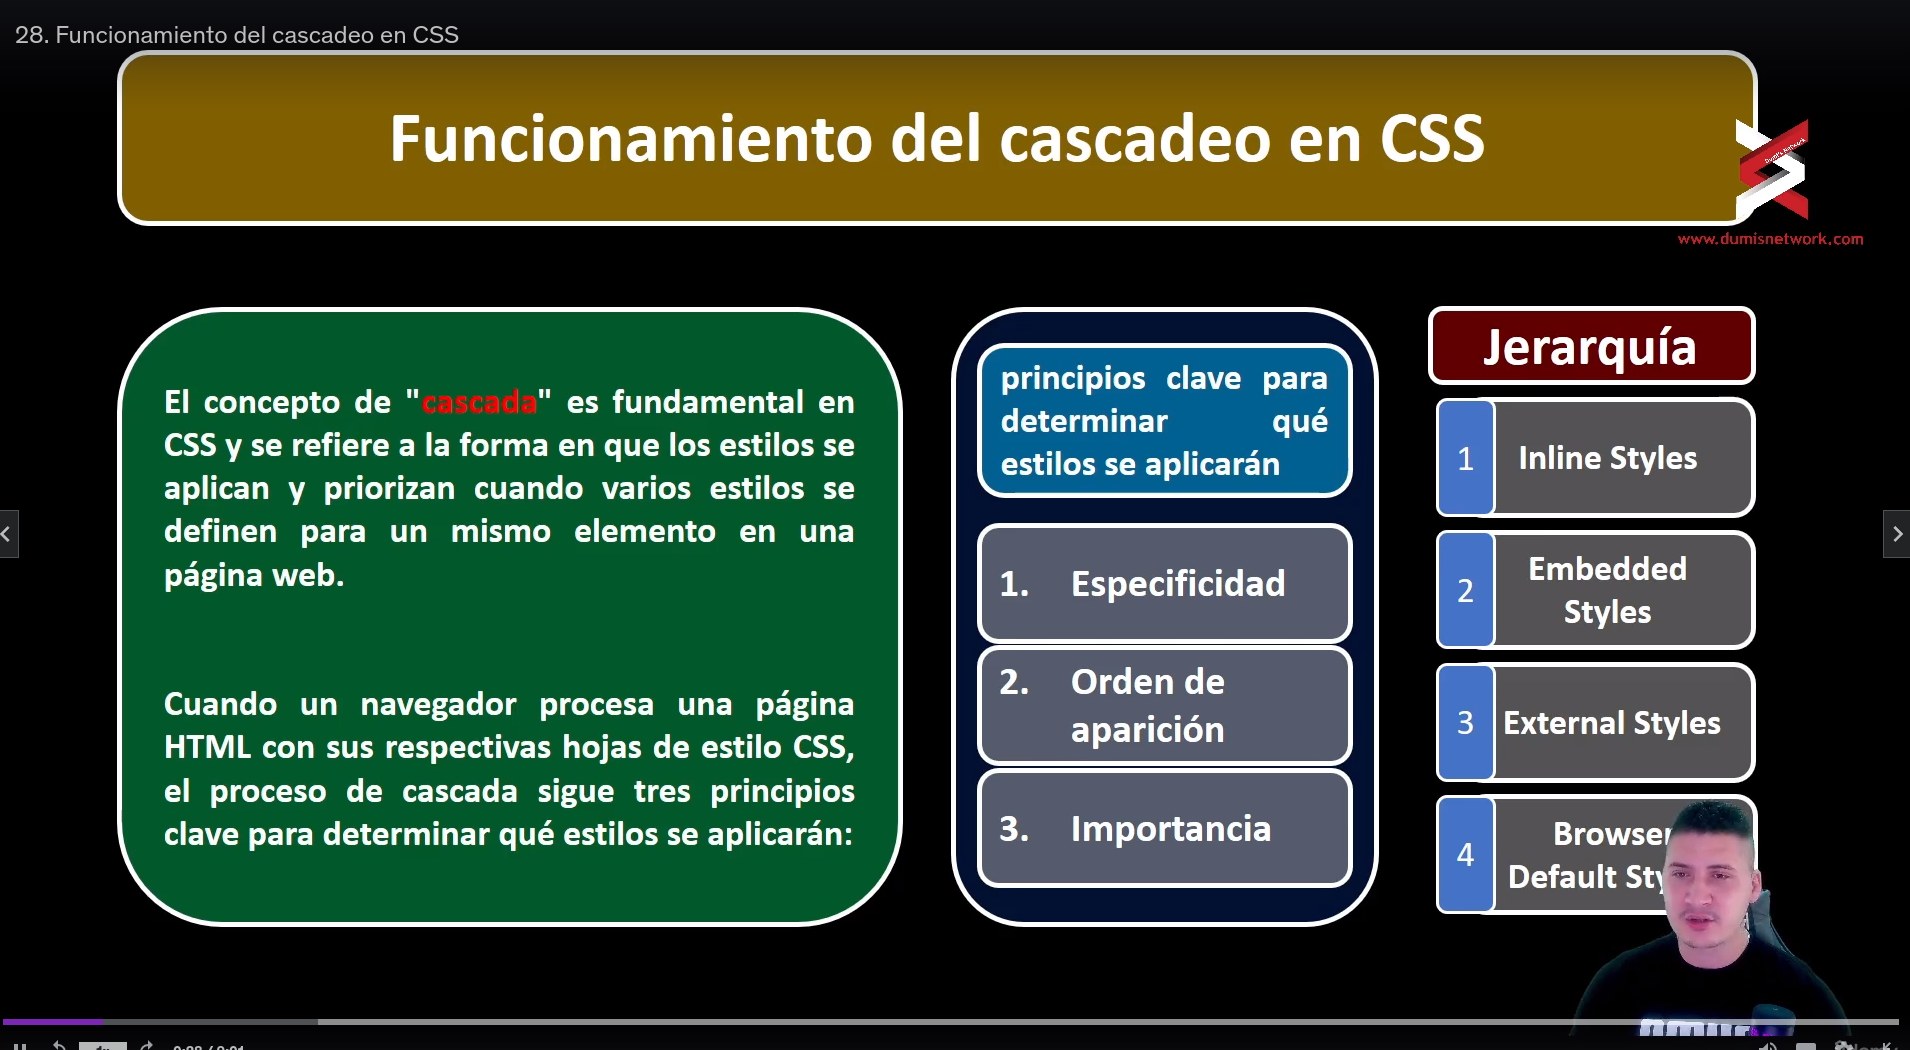 28. Funcionamiento del cascadeo en CSS
Funcionamiento del cascadeo en CSS
Dumi's Network
www.dumisnetwork.com
El concepto de "cascada" es fundamental en
CSS y se refiere a la forma en que los estilos se
aplican y priorizan cuando varios estilos se
definen para un mismo elemento en una
página web.
Cuando un navegador procesa una página
HTML con sus respectivas hojas de estilo CSS,
el proceso de cascada sigue tres principios
clave para determinar qué estilos se aplicarán:
principios clave para
determinar qué
estilos se aplicarán
1. Especificidad
2. Orden de
aparición
3. Importancia
Jerarquía
1 Inline Styles
2 Embedded
Styles
3 External Styles
4 Browser
Default